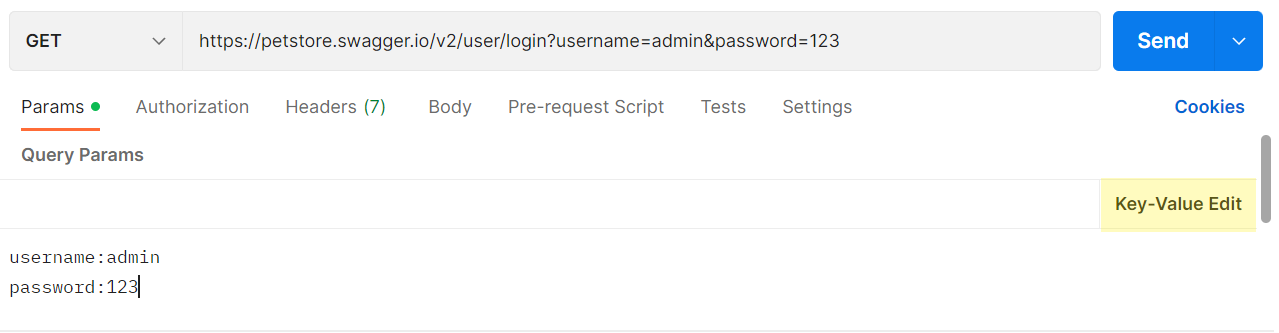 GET https://petstore.swagger.io/v2/user/login?username=admin&password=123 Send
Params Authorization Headers (7) Body Pre-request Script Tests Settings Cookies
Query Params
Key-Value Edit
username:admin
password:123